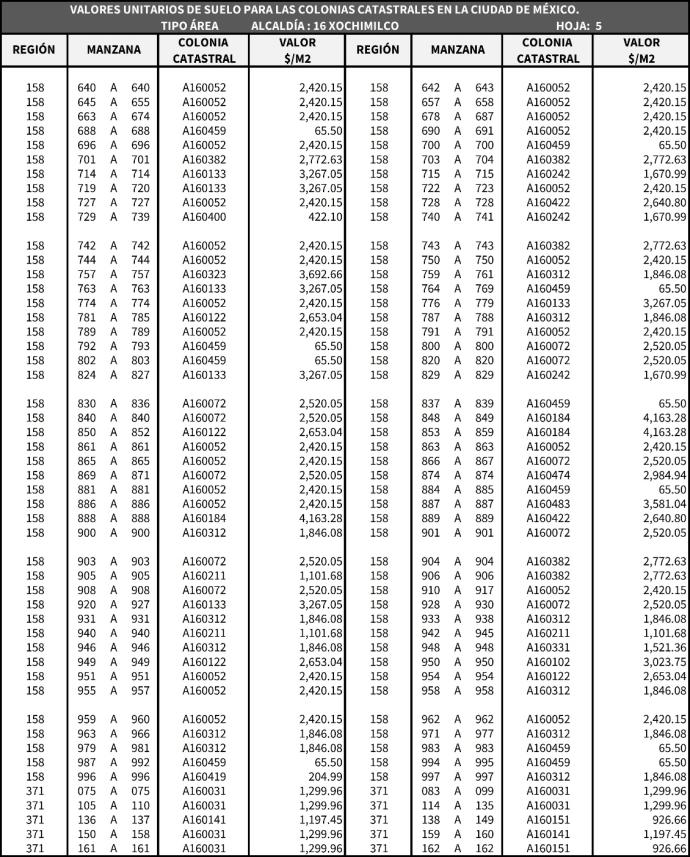 VALORES UNITARIOS DE SUELO PARA LAS COLONIAS CATASTRALES EN LA CIUDAD DE MÉXICO.
TIPO ÁREA ALCALDÍA : 16 XOCHIMILCO HOJA: 5
REGIÓN MANZANA COLONIA CATASTRAL VALOR $/M2 REGIÓN MANZANA COLONIA CATASTRAL VALOR $/M2
158 640 A 640 A160052 2,420.15 158 642 A 643 A160052 2,420.15
158 645 A 655 A160052 2,420.15 158 657 A 658 A160052 2,420.15
158 663 A 674 A160052 2,420.15 158 678 A 687 A160052 2,420.15
158 688 A 688 A160459 65.50 158 690 A 691 A160052 2,420.15
158 696 A 696 A160052 2,420.15 158 700 A 700 A160459 65.50
158 701 A 701 A160382 2,772.63 158 703 A 704 A160382 2,772.63
158 714 A 714 A160133 3,267.05 158 715 A 715 A160242 1,670.99
158 719 A 720 A160133 3,267.05 158 722 A 723 A160052 2,420.15
158 727 A 727 A160052 2,420.15 158 728 A 728 A160422 2,640.80
158 729 A 739 A160400 422.10 158 740 A 741 A160242 1,670.99
158 742 A 742 A160052 2,420.15 158 743 A 743 A160382 2,772.63
158 744 A 744 A160052 2,420.15 158 750 A 750 A160052 2,420.15
158 757 A 757 A160323 3,692.66 158 759 A 761 A160312 1,846.08
158 763 A 763 A160133 3,267.05 158 764 A 769 A160459 65.50
158 774 A 774 A160052 2,420.15 158 776 A 779 A160133 3,267.05
158 781 A 785 A160122 2,653.04 158 787 A 788 A160312 1,846.08
158 789 A 789 A160052 2,420.15 158 791 A 791 A160052 2,420.15
158 792 A 793 A160459 65.50 158 800 A 800 A160072 2,520.05
158 802 A 803 A160459 65.50 158 820 A 820 A160072 2,520.05
158 824 A 827 A160133 3,267.05 158 829 A 829 A160242 1,670.99
158 830 A 836 A160072 2,520.05 158 837 A 839 A160459 65.50
158 840 A 840 A160072 2,520.05 158 848 A 849 A160184 4,163.28
158 850 A 852 A160122 2,653.04 158 853 A 859 A160184 4,163.28
158 861 A 861 A160052 2,420.15 158 863 A 863 A160052 2,420.15
158 865 A 865 A160052 2,420.15 158 866 A 867 A160072 2,520.05
158 869 A 871 A160072 2,520.05 158 874 A 874 A160474 2,984.94
158 881 A 881 A160052 2,420.15 158 884 A 885 A160459 65.50
158 886 A 886 A160052 2,420.15 158 887 A 887 A160483 3,581.04
158 888 A 888 A160184 4,163.28 158 889 A 889 A160422 2,640.80
158 900 A 900 A160312 1,846.08 158 901 A 901 A160072 2,520.05
158 903 A 903 A160072 2,520.05 158 904 A 904 A160382 2,772.63
158 905 A 905 A160211 1,101.68 158 906 A 906 A160382 2,772.63
158 908 A 908 A160072 2,520.05 158 910 A 917 A160052 2,420.15
158 920 A 927 A160133 3,267.05 158 928 A 930 A160072 2,520.05
158 931 A 931 A160312 1,846.08 158 933 A 938 A160312 1,846.08
158 940 A 940 A160211 1,101.68 158 942 A 945 A160211 1,101.68
158 946 A 946 A160312 1,846.08 158 948 A 948 A160331 1,521.36
158 949 A 949 A160122 2,653.04 158 950 A 950 A160102 3,023.75
158 951 A 951 A160052 2,420.15 158 954 A 954 A160122 2,653.04
158 955 A 957 A160052 2,420.15 158 958 A 958 A160312 1,846.08
158 959 A 960 A160052 2,420.15 158 962 A 962 A160052 2,420.15
158 963 A 966 A160312 1,846.08 158 971 A 977 A160312 1,846.08
158 979 A 981 A160312 1,846.08 158 983 A 983 A160459 65.50
158 987 A 992 A160459 65.50 158 994 A 995 A160459 65.50
158 996 A 996 A160419 204.99 158 997 A 997 A160312 1,846.08
371 075 A 075 A160031 1,299.96 371 083 A 099 A160031 1,299.96
371 105 A 110 A160031 1,299.96 371 114 A 135 A160031 1,299.96
371 136 A 137 A160141 1,197.45 371 138 A 149 A160151 926.66
371 150 A 158 A160031 1,299.96 371 159 A 160 A160141 1,197.45
371 161 A 161 A160031 1,299.96 371 162 A 162 A160151 926.66